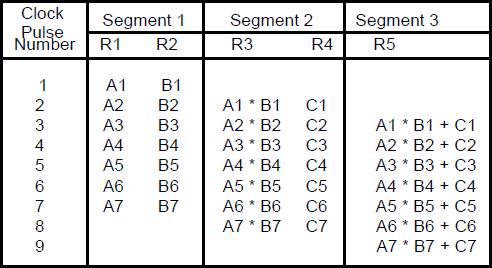 Clock Pulse Number Segment 1 Segment 2 Segment 3
R1 R2 R3 R4 R5
1 A1 B1
2 A2 B2 A1 * B1 C1
3 A3 B3 A2 * B2 C2 A1 * B1 + C1
4 A4 B4 A3 * B3 C3 A2 * B2 + C2
5 A5 B5 A4 * B4 C4 A3 * B3 + C3
6 A6 B6 A5 * B5 C5 A4 * B4 + C4
7 A7 B7 A6 * B6 C6 A5 * B5 + C5
8 A7 * B7 C7 A6 * B6 + C6
9 A7 * B7 + C7